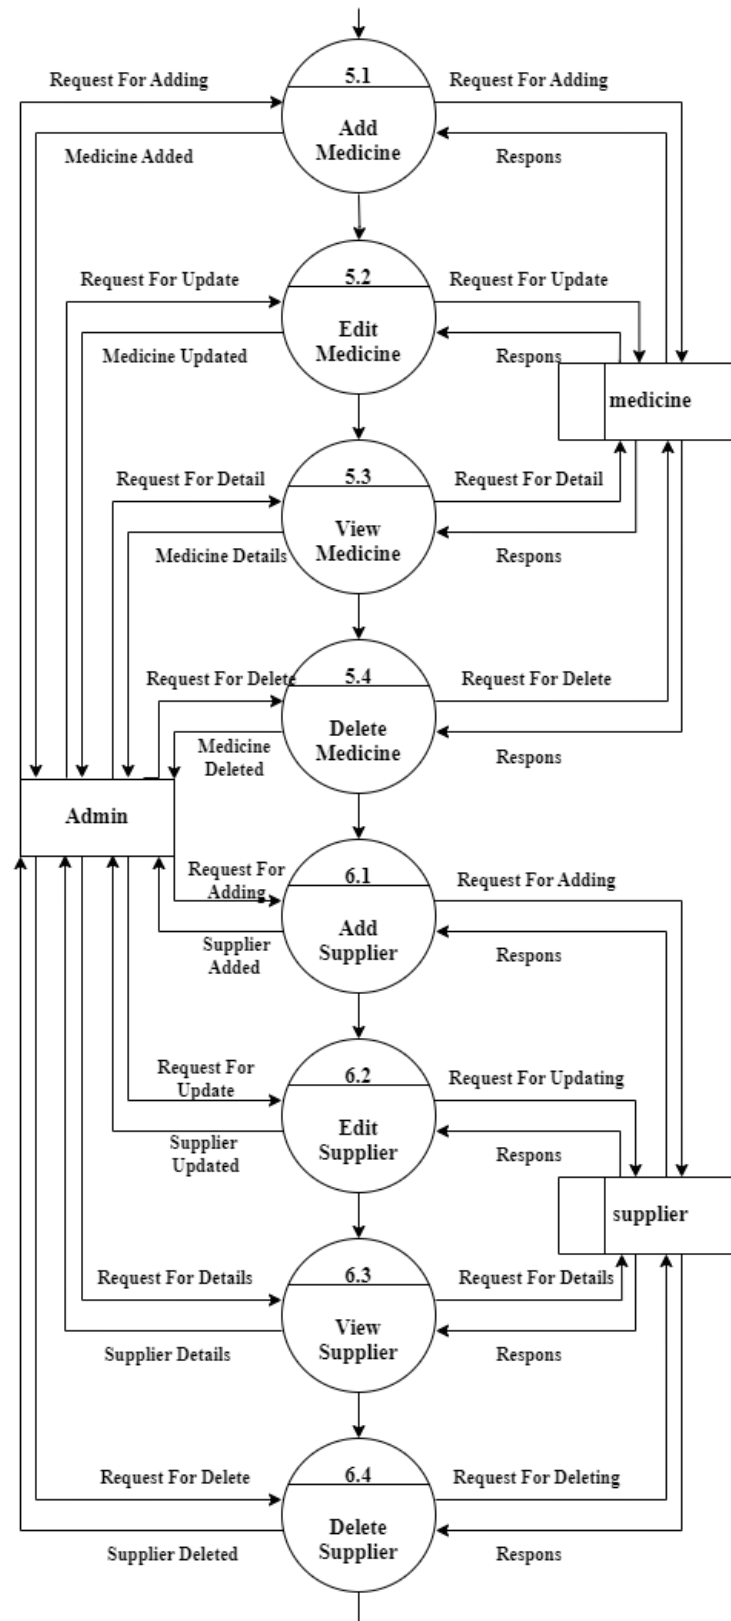 5.1
Request For Adding
Request For Adding
Add
Medicine
Medicine Added
Respons
5.2
Request For Update
Request For Update
Edit
Medicine
Medicine Updated
Respons
medicine
5.3
Request For Detail
Request For Detail
View
Medicine
Medicine Details
Respons
5.4
Request For Delete
Request For Delete
Delete
Medicine
Medicine
Deleted
Respons
Admin
6.1
Request For
Adding
Request For Adding
Add
Supplier
Supplier
Added
Respons
6.2
Request For
Update
Request For Updating
Edit
Supplier
Supplier
Updated
Respons
supplier
6.3
Request For Details
Request For Details
View
Supplier
Supplier Details
Respons
6.4
Request For Delete
Request For Deleting
Delete
Supplier
Supplier Deleted
Respons